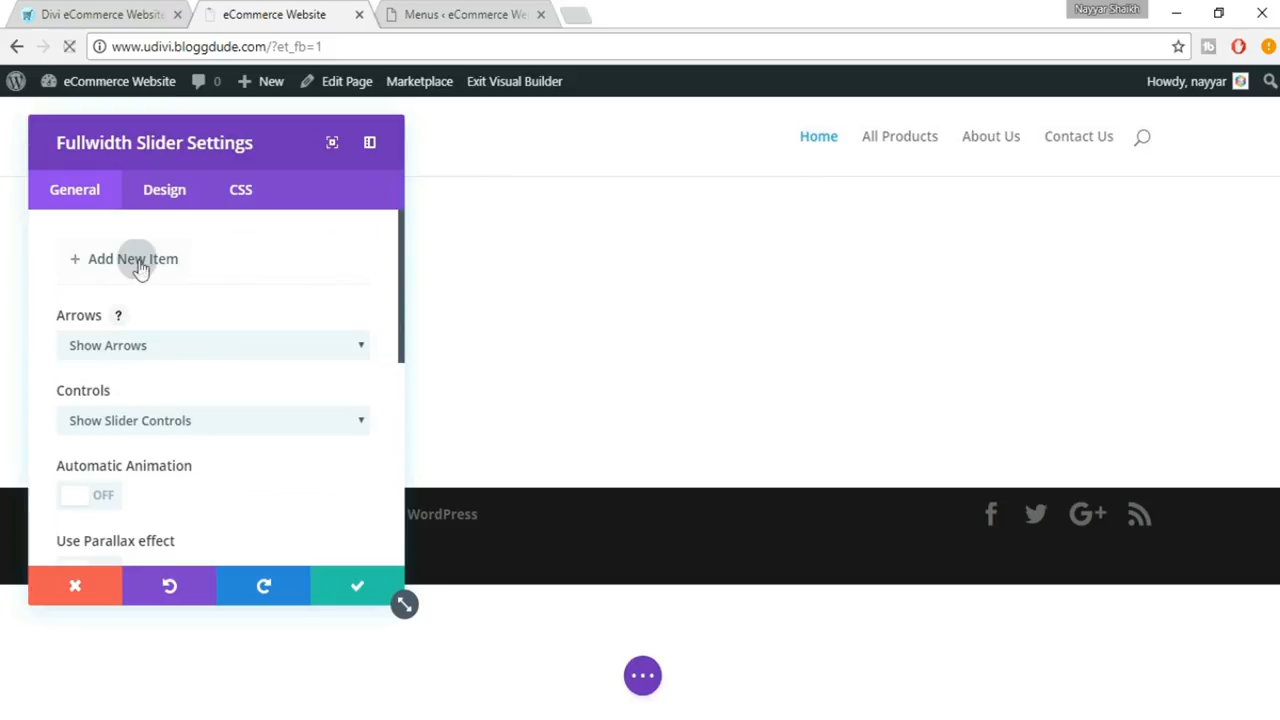 Divi eCommerce Website
eCommerce Website
Menus ‹ eCommerce We
Nayyar Shaikh
www.udivi.bloggdude.com/?et_fb=1
eCommerce Website
0
+ New
Edit Page
Marketplace
Exit Visual Builder
Howdy, nayyar
Fullwidth Slider Settings
Home
All Products
About Us
Contact Us
General
Design
CSS
+ Add New Item
Arrows ?
Show Arrows
Controls
Show Slider Controls
Automatic Animation
OFF
WordPress
Use Parallax effect